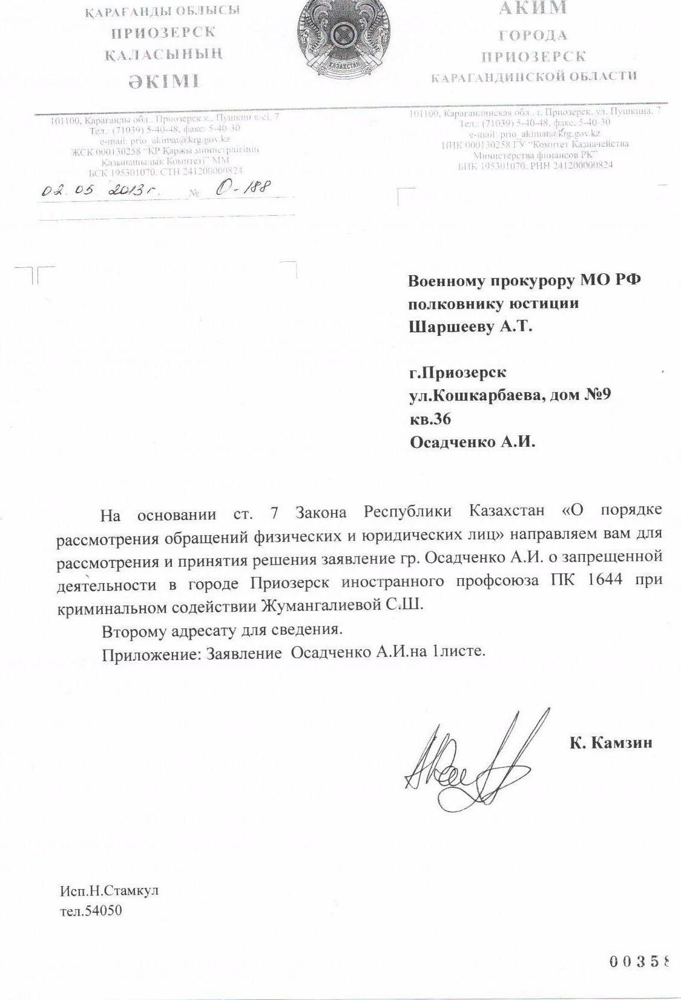 ҚАРАҒАНДЫ ОБЛЫСЫ
ПРИОЗЕРСК
ҚАЛАСЫНЫҢ
ӘКІМІ
ҚАЗАҚСТАН
АКИМ
ГОРОДА
ПРИОЗЕРСК
КАРАГАНДИНСКОЙ ОБЛАСТИ
101100, Қарағанды обл., Приозерск қ., Пушкин к-сі, 7
Тел.: (71039) 5-40-48, факс: 5-40-30
e-mail: prio_akimat@krg.gov.kz
ЖСК 000130258 "ҚР Қаржы министрлігінің
Қазынашылық Комитеті" ММ
БСК 195301070, СТН 241200000824
101100, Карагандинская обл., г. Приозерск, ул. Пушкина, 7
Тел.: (71039) 5-40-48, факс: 5-40-30
e-mail: prio_akimat@krg.gov.kz
ИИК 000130258 ГУ "Комитет Казначейства
Министерства финансов РК"
БИК 195301070, РНН 241200000824
02. 05 2013 г. № О-188
Военному прокурору МО РФ
полковнику юстиции
Шаршееву А.Т.
г.Приозерск
ул.Кошкарбаева, дом №9
кв.36
Осадченко А.И.
На основании ст. 7 Закона Республики Казахстан «О порядке
рассмотрения обращений физических и юридических лиц» направляем вам для
рассмотрения и принятия решения заявление гр. Осадченко А.И. о запрещенной
деятельности в городе Приозерск иностранного профсоюза ПК 1644 при
криминальном содействии Жумангалиевой С.Ш.
Второму адресату для сведения.
Приложение: Заявление Осадченко А.И.на 1листе.
К. Камзин
Исп.Н.Стамкул
тел.54050
00358